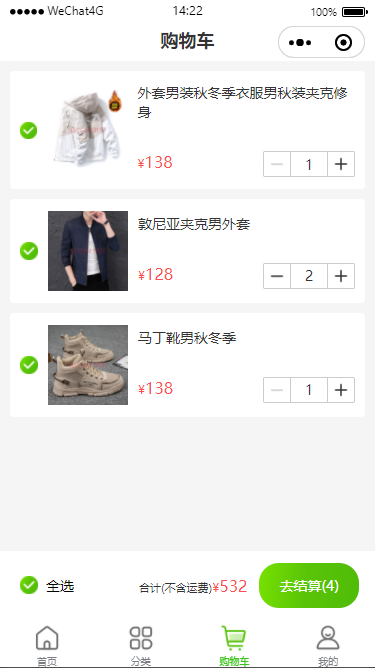 WeChat4G 14:22 100%
购物车
外套男装秋冬季衣服男秋装夹克修
身
¥138 1
敦尼亚夹克男外套
¥128 2
马丁靴男秋冬季
¥138 1
全选 合计(不含运费)¥532 去结算(4)
首页 分类 购物车 我的